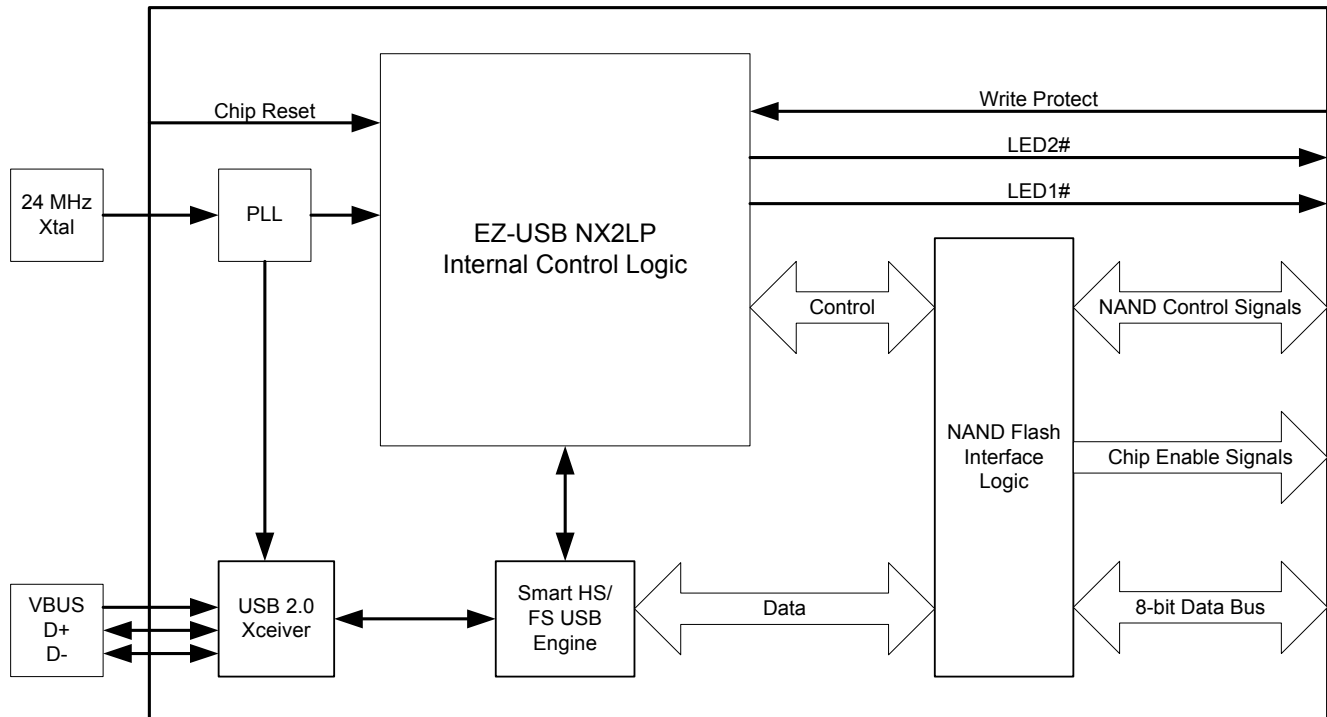 Chip Reset
Write Protect
LED2#
LED1#
24 MHz
Xtal
PLL
EZ-USB NX2LP
Internal Control Logic
Control
NAND Control Signals
NAND Flash
Interface
Logic
Chip Enable Signals
VBUS
D+
D-
USB 2.0
Xceiver
Smart HS/
FS USB
Engine
Data
8-bit Data Bus